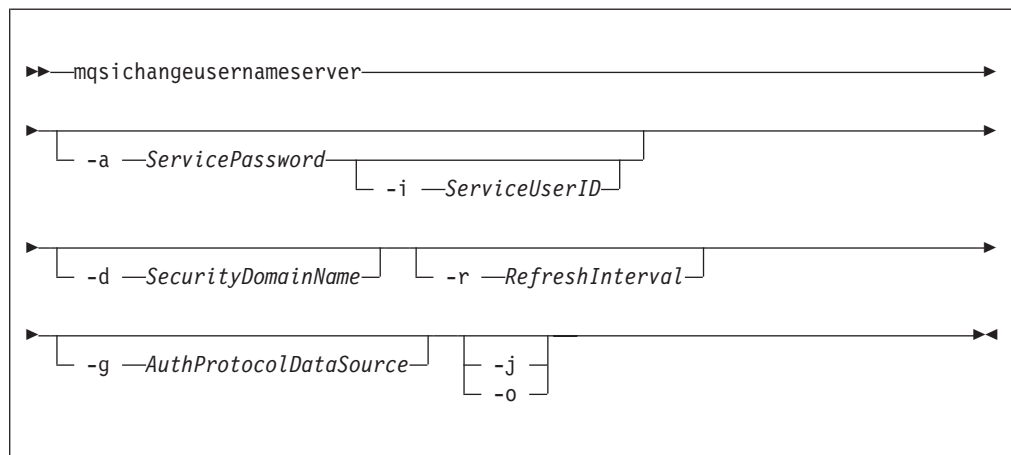 mqsichangeusernameserver
-a ServicePassword
-i ServiceUserID
-d SecurityDomainName -r RefreshInterval
-g AuthProtocolDataSource -j
-o